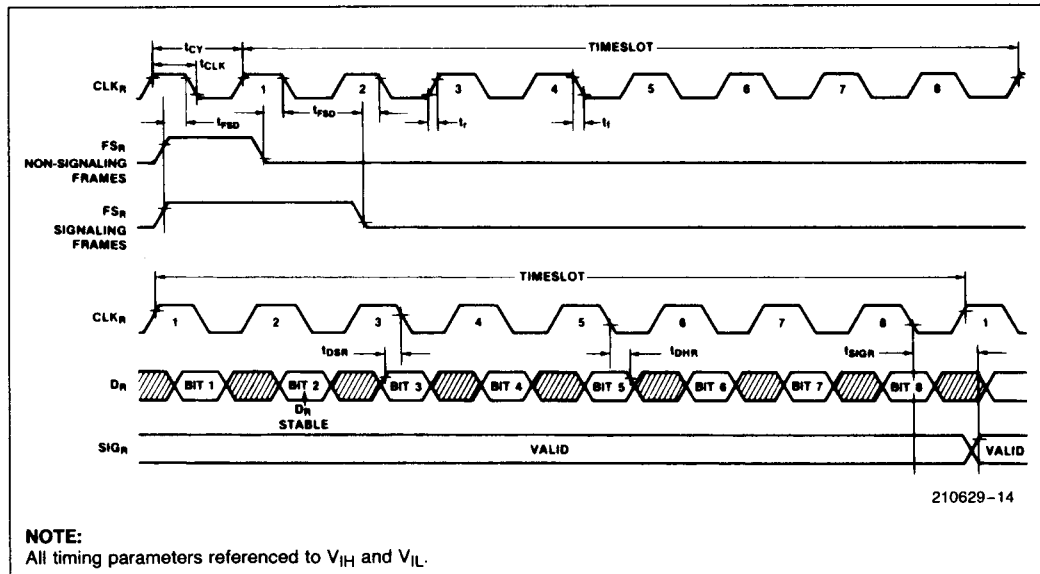 tCY
TIMESLOT
tCLK
CLKR
1 2 3 4 5 6 7 8
tFSD
tFSD
tr
tf
FSR
NON-SIGNALING
FRAMES
FSR
SIGNALING
FRAMES
TIMESLOT
CLKR
1 2 3 4 5 6 7 8 1
tDSR
tDHR
tSIGR
DR
BIT 1 BIT 2 BIT 3 BIT 4 BIT 5 BIT 6 BIT 7 BIT 8
DR
STABLE
SIGR
VALID
VALID
210629-14
NOTE:
All timing parameters referenced to VIH and VIL.